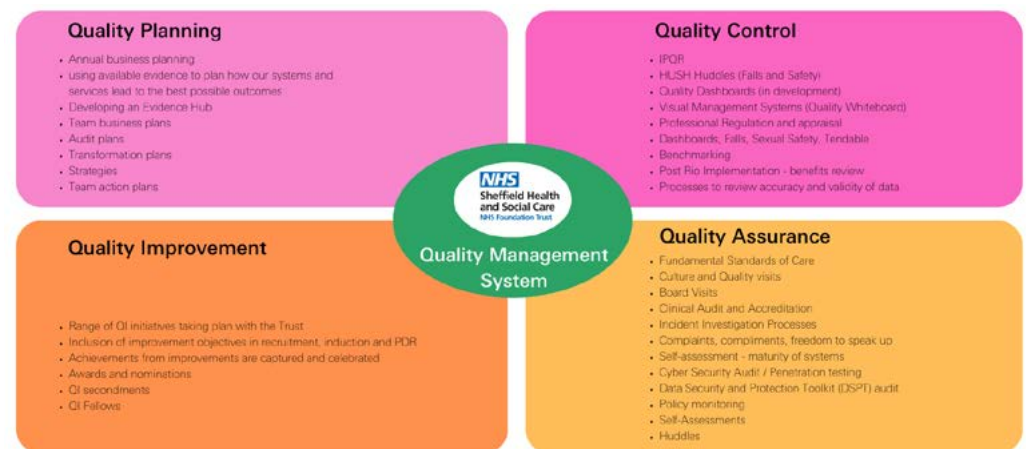 Quality Planning
• Annual business planning
• using available evidence to plan how our systems and
services lead to the best possible outcomes
• Developing an Evidence Hub
• Team business plans
• Audit plans
• Transformation plans
• Strategies
• Team action plans
Quality Control
• IPQR
• HUSH Huddles (Falls and Safety)
• Quality Dashboards (in development)
• Visual Management Systems (Quality Whiteboard)
• Professional Regulation and appraisal
• Dashboards, Falls, Sexual Safety, Tendable
• Benchmarking
• Post Rio Implementation - benefits review
• Processes to review accuracy and validity of data
NHS
Sheffield Health
and Social Care
NHS Foundation Trust
Quality Management
System
Quality Improvement
• Range of QI initiatives taking plan with the Trust
• Inclusion of improvement objectives in recruitment, induction and PDR
• Achievements from improvements are captured and celebrated
• Awards and nominations
• QI secondments
• QI Fellows
Quality Assurance
• Fundamental Standards of Care
• Culture and Quality visits
• Board Visits
• Clinical Audit and Accreditation
• Incident Investigation Processes
• Complaints, compliments, freedom to speak up
• Self-assessment - maturity of systems
• Cyber Security Audit / Penetration testing
• Data Security and Protection Toolkit (DSPT) audit
• Policy monitoring
• Self-Assessments
• Huddles